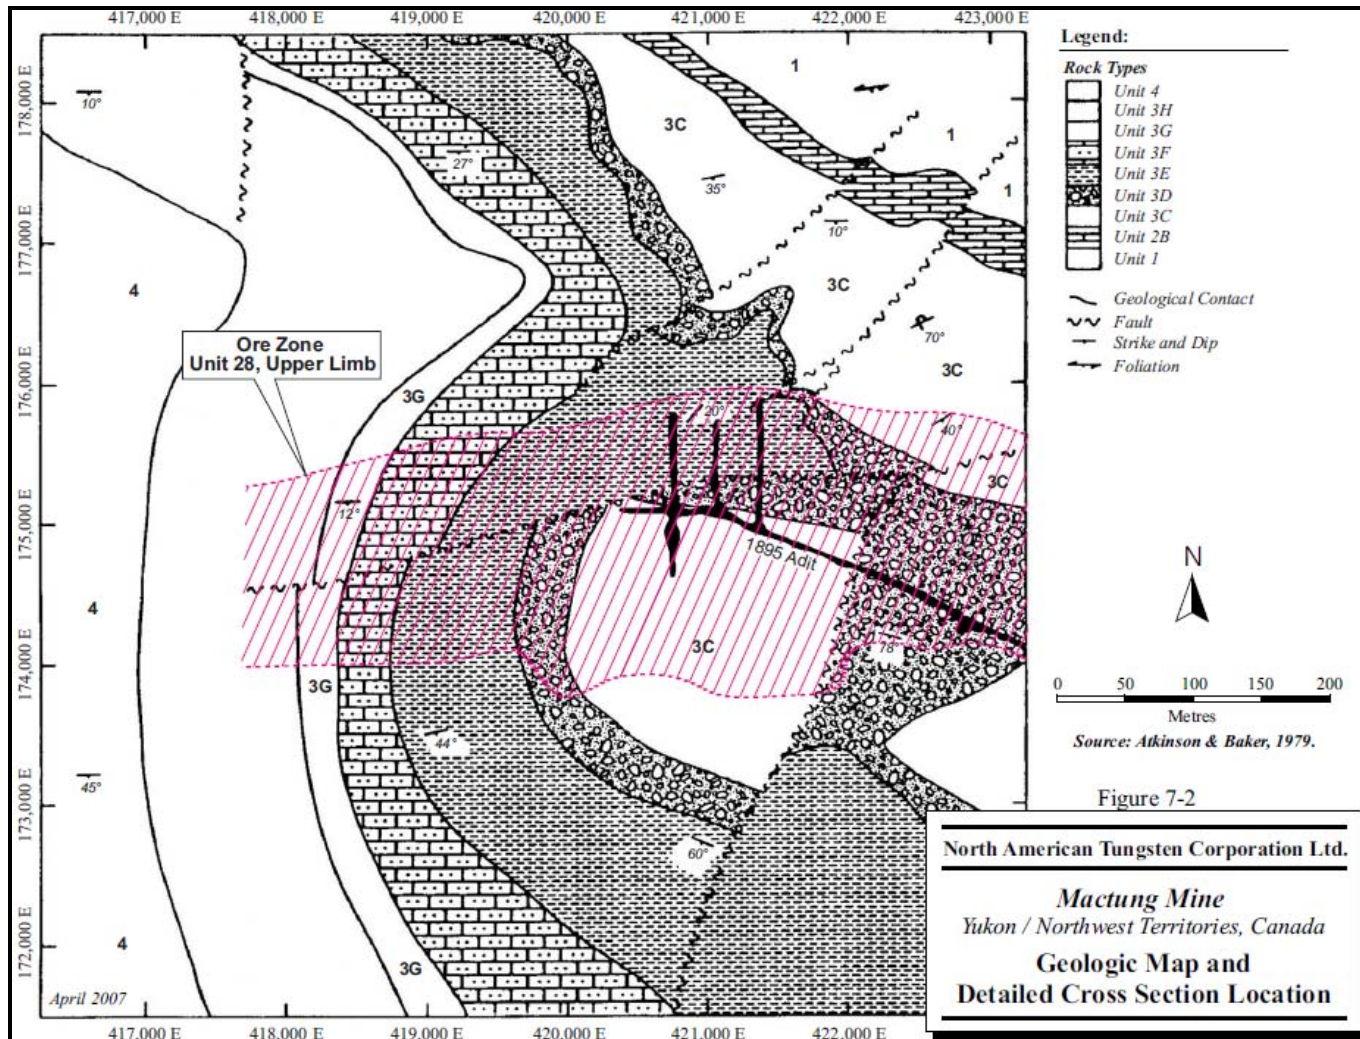 417,000 E 418,000 E 419,000 E 420,000 E 421,000 E 422,000 E 423,000 E
178,000 E
177,000 E
176,000 E
175,000 E
174,000 E
173,000 E
172,000 E
10°
27°
3C
1
1
1
35°
10°
3C
70°
3C
4
Ore Zone
Unit 28, Upper Limb
3G
20°
40°
3C
12°
1895 Adit
4
3C
78°
3G
44°
45°
60°
4
3G
April 2007
417,000 E 418,000 E 419,000 E 420,000 E 421,000 E 422,000 E
Legend:
Rock Types
Unit 4
Unit 3H
Unit 3G
Unit 3F
Unit 3E
Unit 3D
Unit 3C
Unit 2B
Unit 1
Geological Contact
Fault
Strike and Dip
Foliation
N
0 50 100 150 200
Metres
Source: Atkinson & Baker, 1979.
Figure 7-2
North American Tungsten Corporation Ltd.
Mactung Mine
Yukon / Northwest Territories, Canada
Geologic Map and
Detailed Cross Section Location